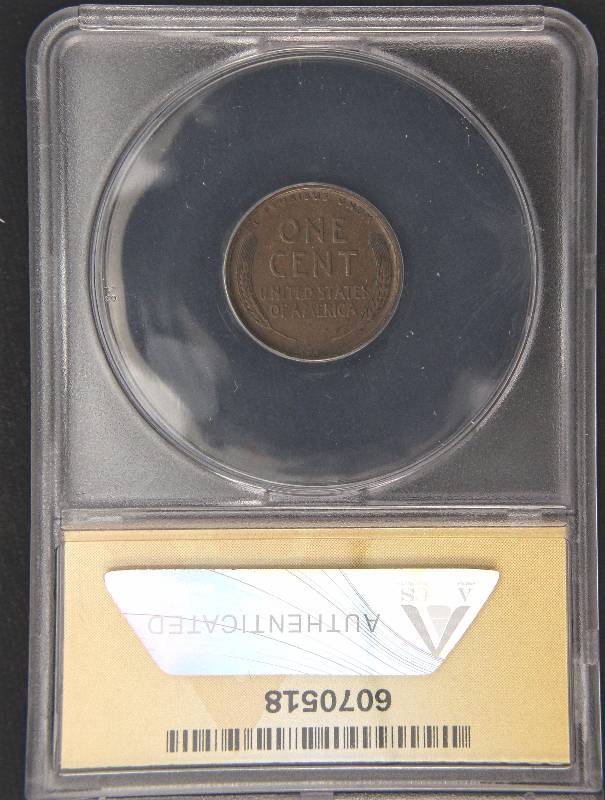 E PLURIBUS UNUM
ONE
CENT
UNITED STATES
OF AMERICA
ACS
AUTHENTICATED
6070518